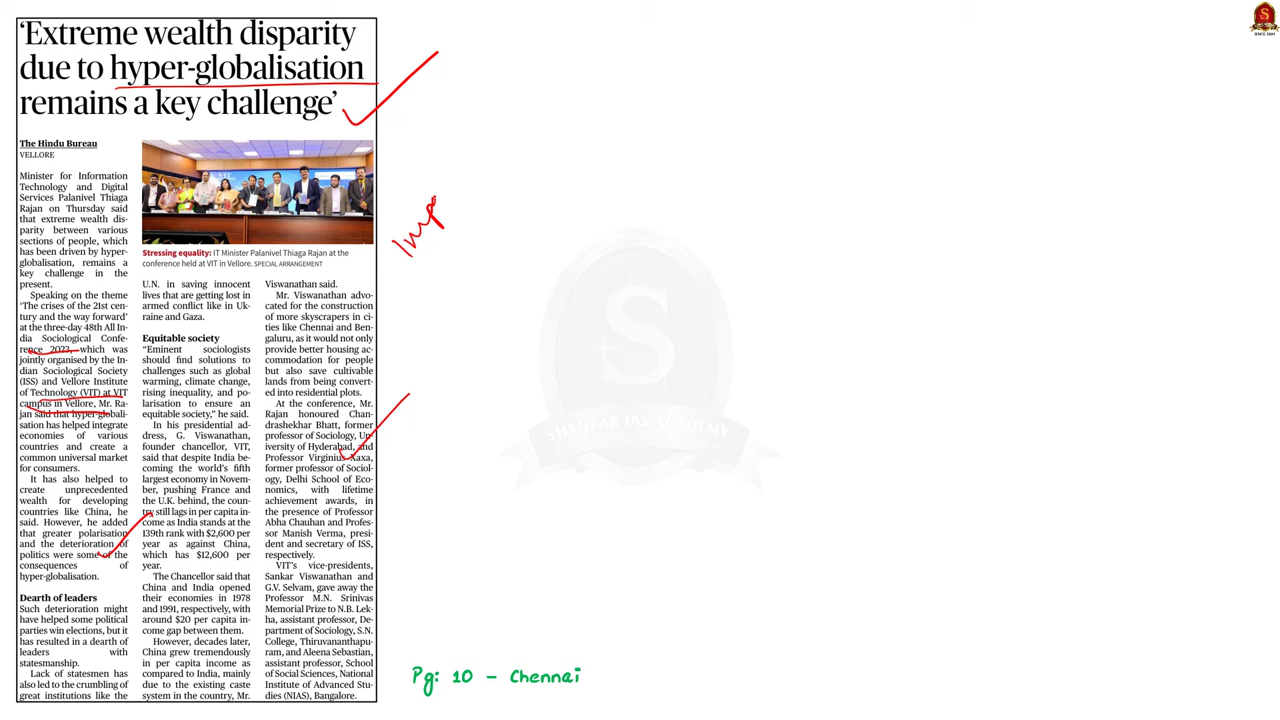 ‘Extreme wealth disparity
due to hyper-globalisation
remains a key challenge’
The Hindu Bureau
VELLORE
Minister for Information
Technology and Digital
Services Palanivel Thiaga
Rajan on Thursday said
that extreme wealth dis-
parity between various
sections of people, which
has been driven by hyper-
globalisation, remains a
key challenge in the
present.
Speaking on the theme
‘The crises of the 21st cen-
tury and the way forward’
at the three-day 48th All In-
dia Sociological Confe-
rence 2023, which was
jointly organised by the In-
dian Sociological Society
(ISS) and Vellore Institute
of Technology (VIT) at VIT
campus in Vellore, Mr. Ra-
jan said that hyper-globali-
sation has helped integrate
economies of various
countries and create a
common universal market
for consumers.
It has also helped to
create unprecedented
wealth for developing
countries like China, he
said. However, he added
that greater polarisation
and the deterioration of
politics were some of the
consequences of
hyper-globalisation.
Dearth of leaders
Such deterioration might
have helped some political
parties win elections, but it
has resulted in a dearth of
leaders with
statesmanship.
Lack of statesmen has
also led to the crumbling of
great institutions like the
Stressing equality: IT Minister Palanivel Thiaga Rajan at the
conference held at VIT in Vellore. SPECIAL ARRANGEMENT
U.N. in saving innocent
lives that are getting lost in
armed conflict like in Uk-
raine and Gaza.
Equitable society
“Eminent sociologists
should find solutions to
challenges such as global
warming, climate change,
rising inequality, and po-
larisation to ensure an
equitable society,” he said.
In his presidential ad-
dress, G. Viswanathan,
founder chancellor, VIT,
said that despite India be-
coming the world’s fifth
largest economy in Novem-
ber, pushing France and
the U.K. behind, the coun-
try still lags in per capita in-
come as India stands at the
139th rank with $2,600 per
year as against China,
which has $12,600 per
year.
The Chancellor said that
China and India opened
their economies in 1978
and 1991, respectively, with
around $20 per capita in-
come gap between them.
However, decades later,
China grew tremendously
in per capita income as
compared to India, mainly
due to the existing caste
system in the country, Mr.
Viswanathan said.
Mr. Viswanathan advo-
cated for the construction
of more skyscrapers in ci-
ties like Chennai and Ben-
galuru, as it would not only
provide better housing ac-
commodation for people
but also save cultivable
lands from being convert-
ed into residential plots.
At the conference, Mr.
Rajan honoured Chan-
drashekhar Bhatt, former
professor of Sociology, Un-
iversity of Hyderabad, and
Professor Virginius Xaxa,
former professor of Sociol-
ogy, Delhi School of Eco-
nomics, with lifetime
achievement awards, in
the presence of Professor
Abha Chauhan and Profes-
sor Manish Verma, presi-
dent and secretary of ISS,
respectively.
VIT’s vice-presidents,
Sankar Viswanathan and
G.V. Selvam, gave away the
Professor M.N. Srinivas
Memorial Prize to N.B. Lek-
ha, assistant professor, De-
partment of Sociology, S.N.
College, Thiruvananthapu-
ram, and Aleena Sebastian,
assistant professor, School
of Social Sciences, National
Institute of Advanced Stu-
dies (NIAS), Bangalore.
Imp
SHANKAR IAS ACADEMY
Pg: 10 - Chennai
S
SINCE 2004